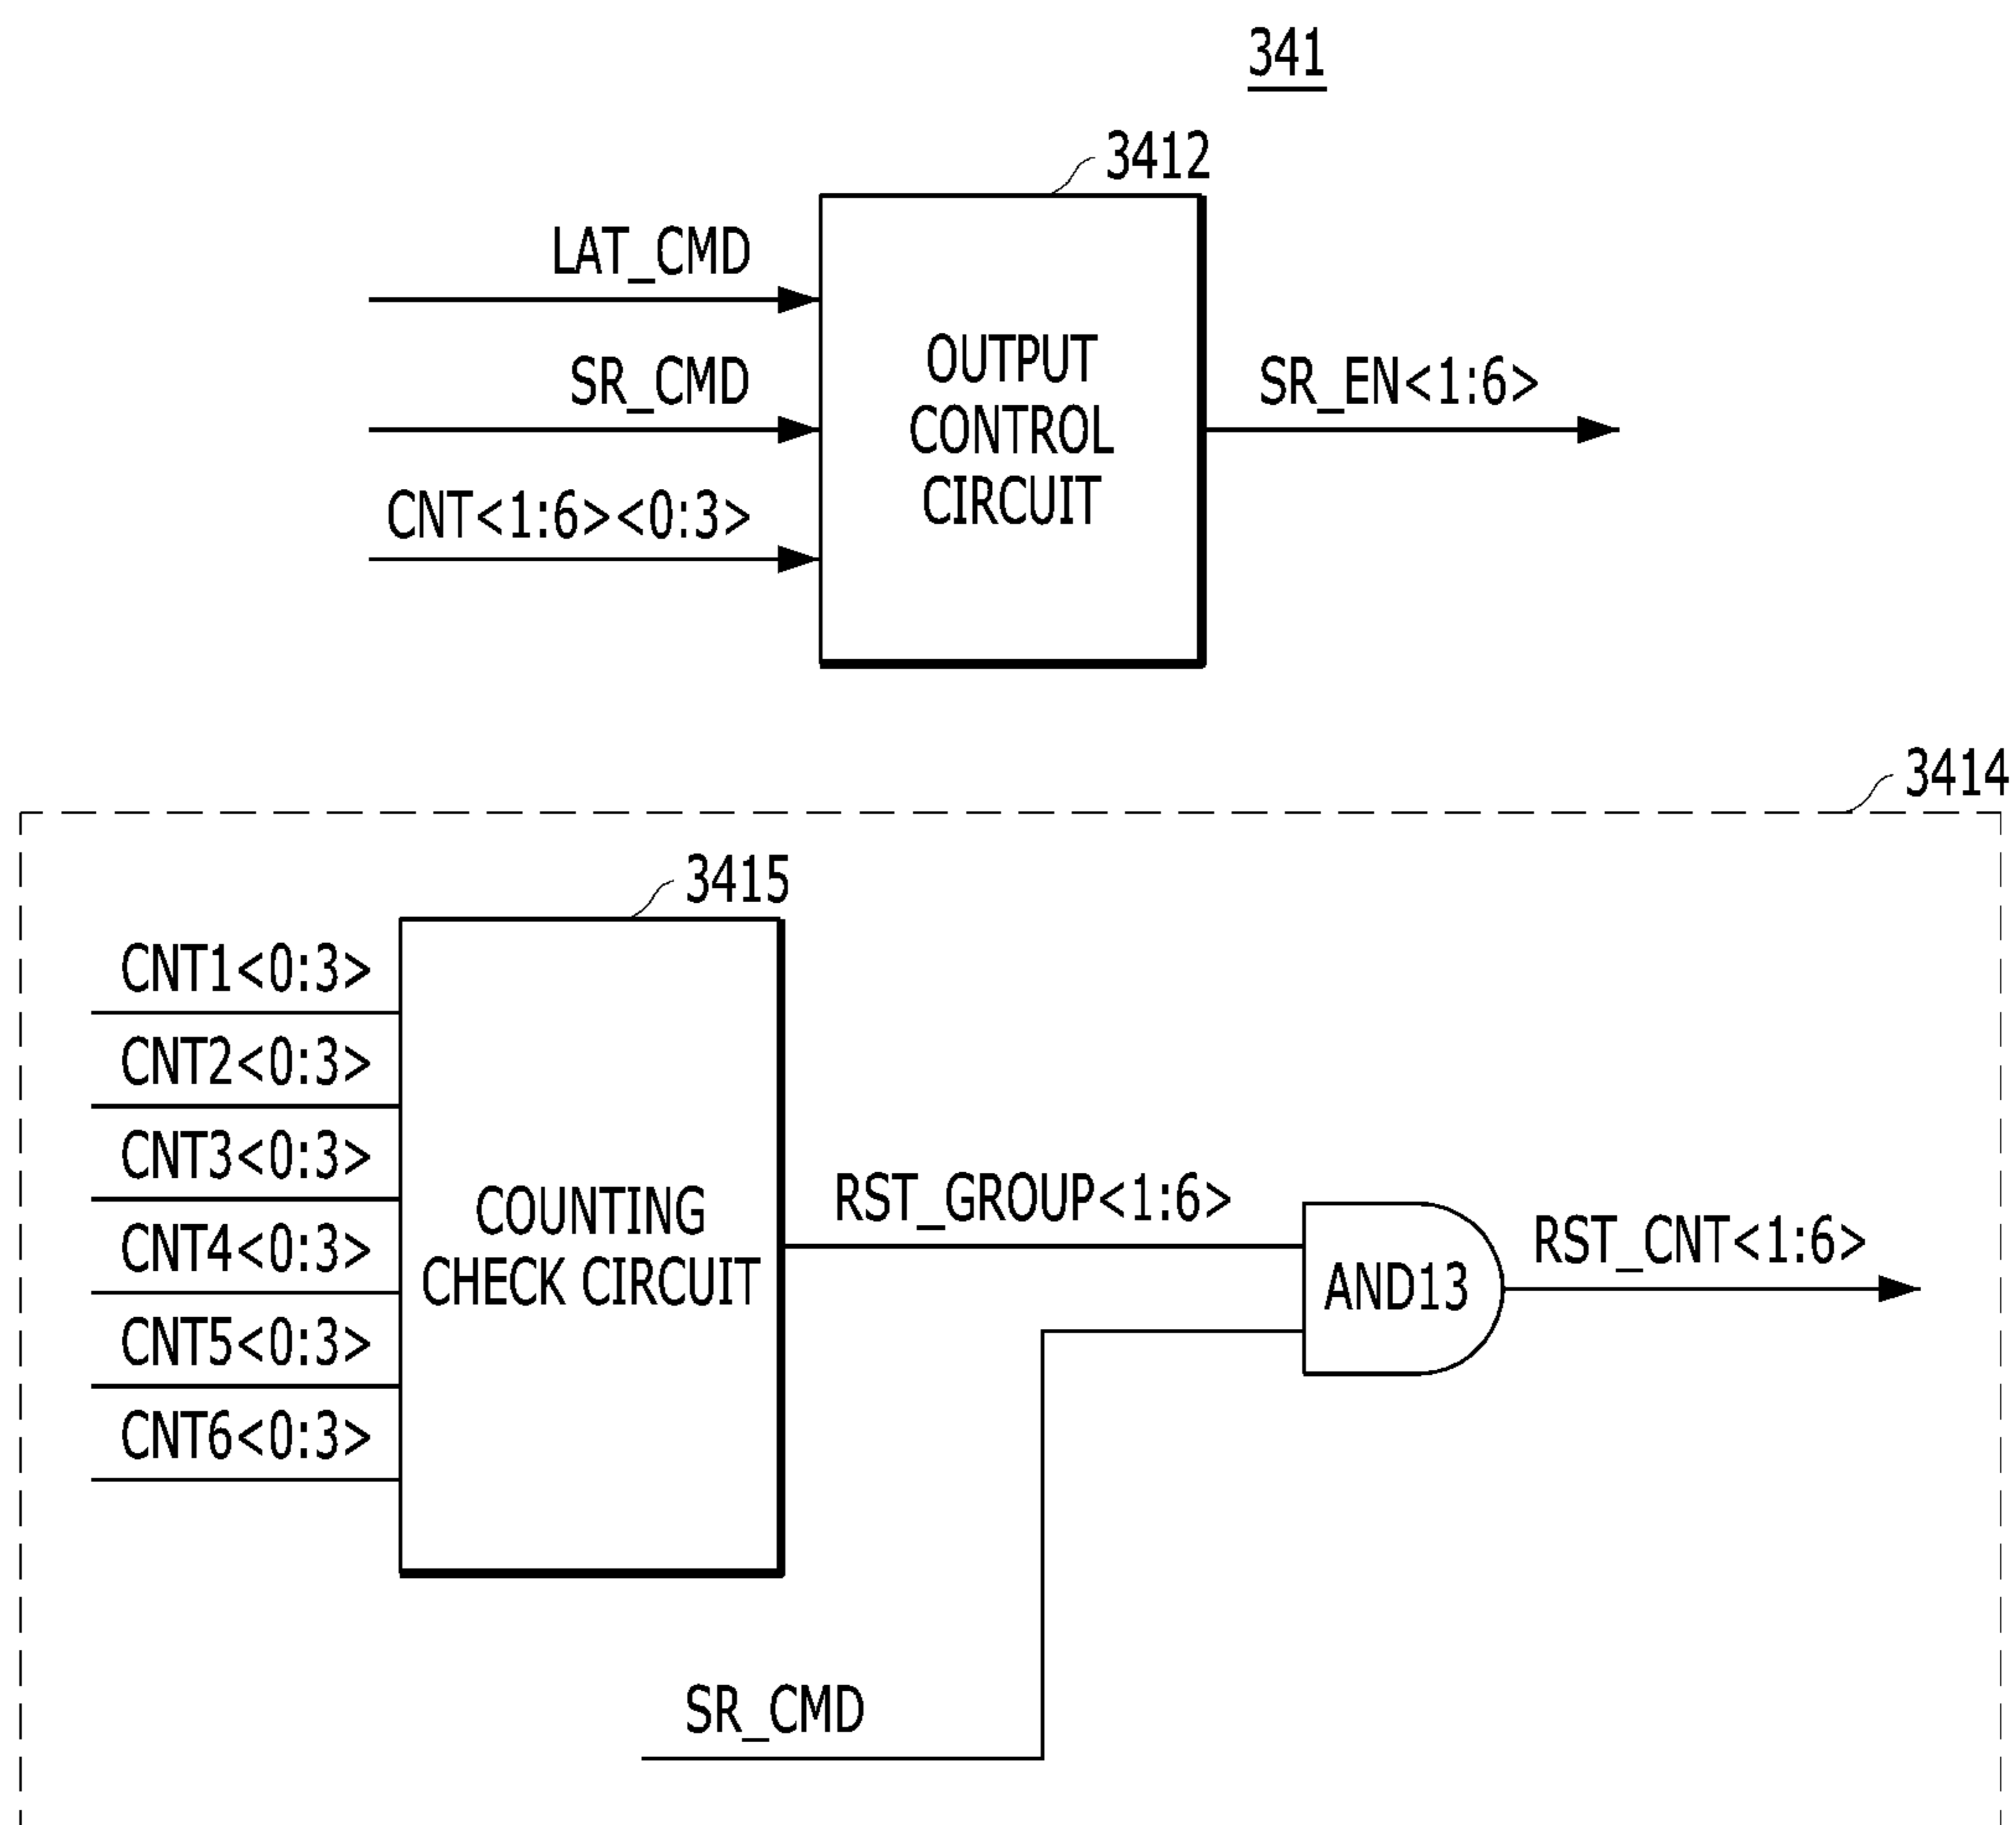 341
3412
LAT_CMD
SR_CMD
CNT<1:6><0:3>
OUTPUT
CONTROL
CIRCUIT
SR_EN<1:6>
3414
3415
CNT1<0:3>
CNT2<0:3>
CNT3<0:3>
CNT4<0:3>
CNT5<0:3>
CNT6<0:3>
COUNTING
CHECK CIRCUIT
RST_GROUP<1:6>
AND13
RST_CNT<1:6>
SR_CMD